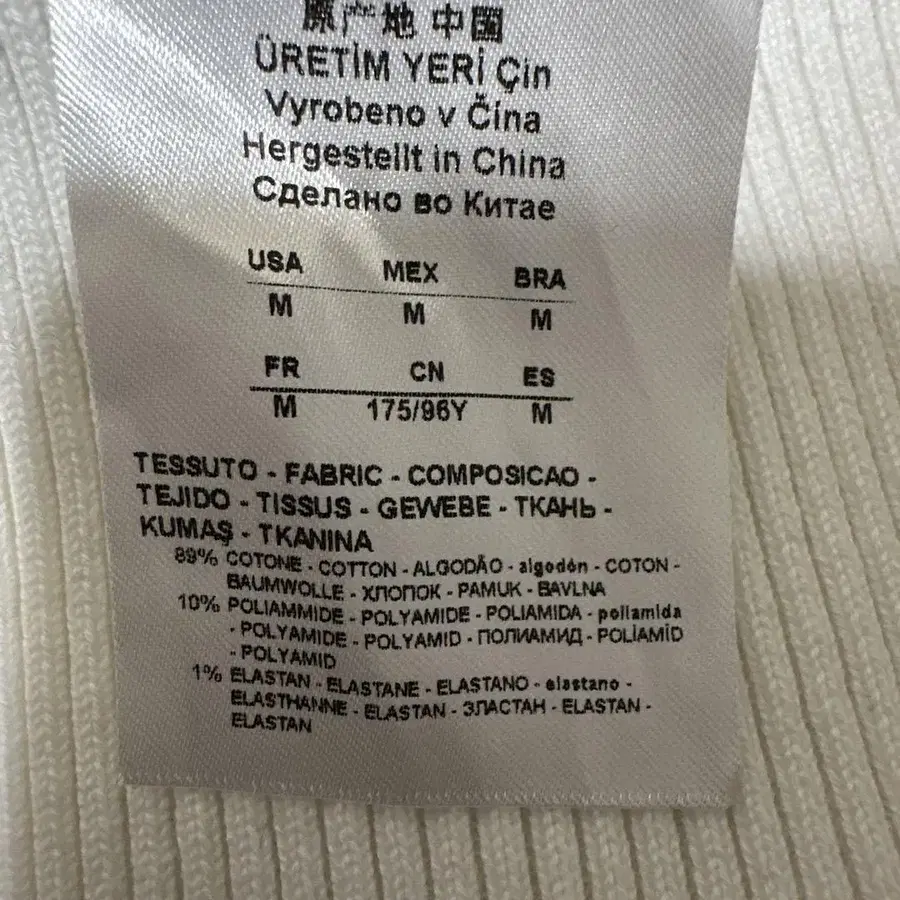 原产地 中国
ÜRETİM YERİ Çin
Vyrobeno v Čína
Hergestellt in China
Сделано во Китае
USA MEX BRA
M M M
FR CN ES
M 175/96Y M
TESSUTO - FABRIC - COMPOSICAO -
TEJIDO - TISSUS - GEWEBE - ТКАНЬ -
KUMAŞ - TKANINA
89% COTONE - COTTON - ALGODÃO - algodón - COTON -
BAUMWOLLE - ХЛОПОК - PAMUK - BAVLNA
10% POLIAMMIDE - POLYAMIDE - POLIAMIDA - poliamida
- POLYAMIDE - POLYAMID - ПОЛИАМИД - POLİAMİD
- POLYAMID
1% ELASTAN - ELASTANE - ELASTANO - elastano -
ELASTHANNE - ELASTAN - ЭЛАСТАН - ELASTAN -
ELASTAN